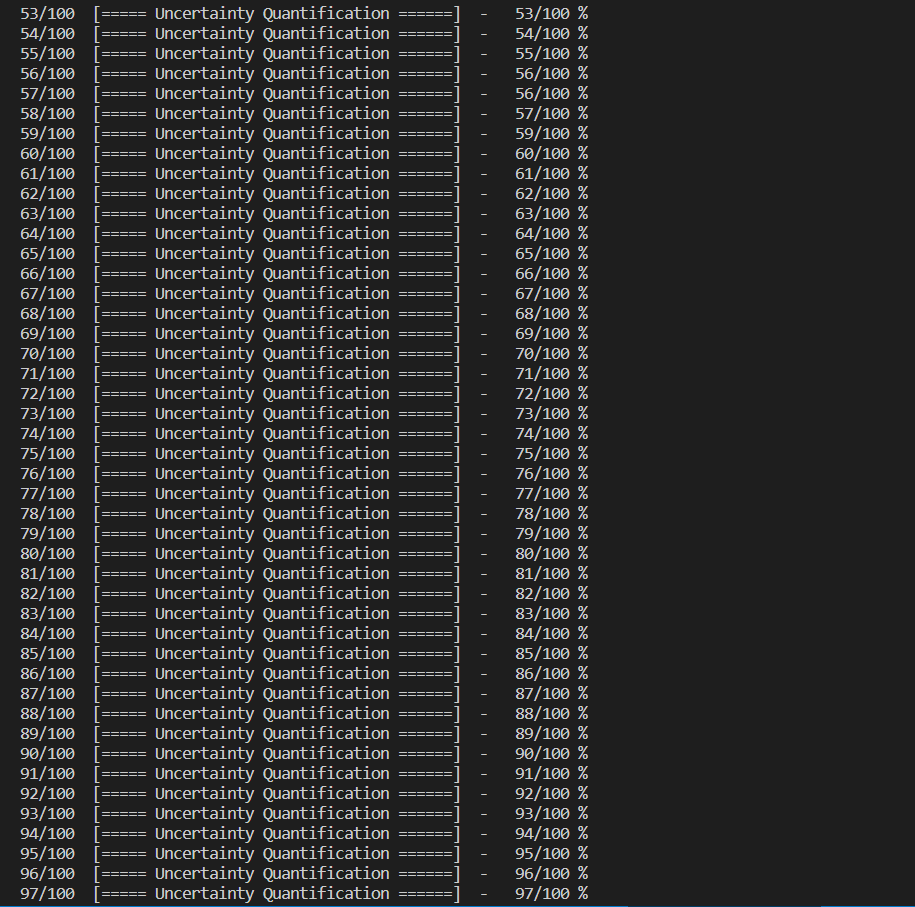 53/100 [===== Uncertainty Quantification ======] - 53/100 %
54/100 [===== Uncertainty Quantification ======] - 54/100 %
55/100 [===== Uncertainty Quantification ======] - 55/100 %
56/100 [===== Uncertainty Quantification ======] - 56/100 %
57/100 [===== Uncertainty Quantification ======] - 56/100 %
58/100 [===== Uncertainty Quantification ======] - 57/100 %
59/100 [===== Uncertainty Quantification ======] - 59/100 %
60/100 [===== Uncertainty Quantification ======] - 60/100 %
61/100 [===== Uncertainty Quantification ======] - 61/100 %
62/100 [===== Uncertainty Quantification ======] - 62/100 %
63/100 [===== Uncertainty Quantification ======] - 63/100 %
64/100 [===== Uncertainty Quantification ======] - 64/100 %
65/100 [===== Uncertainty Quantification ======] - 65/100 %
66/100 [===== Uncertainty Quantification ======] - 66/100 %
67/100 [===== Uncertainty Quantification ======] - 67/100 %
68/100 [===== Uncertainty Quantification ======] - 68/100 %
69/100 [===== Uncertainty Quantification ======] - 69/100 %
70/100 [===== Uncertainty Quantification ======] - 70/100 %
71/100 [===== Uncertainty Quantification ======] - 71/100 %
72/100 [===== Uncertainty Quantification ======] - 72/100 %
73/100 [===== Uncertainty Quantification ======] - 73/100 %
74/100 [===== Uncertainty Quantification ======] - 74/100 %
75/100 [===== Uncertainty Quantification ======] - 75/100 %
76/100 [===== Uncertainty Quantification ======] - 76/100 %
77/100 [===== Uncertainty Quantification ======] - 77/100 %
78/100 [===== Uncertainty Quantification ======] - 78/100 %
79/100 [===== Uncertainty Quantification ======] - 79/100 %
80/100 [===== Uncertainty Quantification ======] - 80/100 %
81/100 [===== Uncertainty Quantification ======] - 81/100 %
82/100 [===== Uncertainty Quantification ======] - 82/100 %
83/100 [===== Uncertainty Quantification ======] - 83/100 %
84/100 [===== Uncertainty Quantification ======] - 84/100 %
85/100 [===== Uncertainty Quantification ======] - 85/100 %
86/100 [===== Uncertainty Quantification ======] - 86/100 %
87/100 [===== Uncertainty Quantification ======] - 87/100 %
88/100 [===== Uncertainty Quantification ======] - 88/100 %
89/100 [===== Uncertainty Quantification ======] - 89/100 %
90/100 [===== Uncertainty Quantification ======] - 90/100 %
91/100 [===== Uncertainty Quantification ======] - 91/100 %
92/100 [===== Uncertainty Quantification ======] - 92/100 %
93/100 [===== Uncertainty Quantification ======] - 93/100 %
94/100 [===== Uncertainty Quantification ======] - 94/100 %
95/100 [===== Uncertainty Quantification ======] - 95/100 %
96/100 [===== Uncertainty Quantification ======] - 96/100 %
97/100 [===== Uncertainty Quantification ======] - 97/100 %